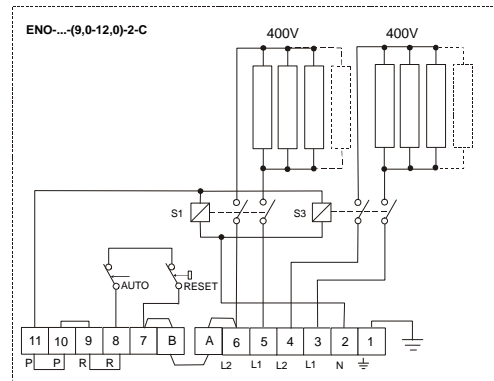 ENO-...-(9,0-12,0)-2-C
400V 400V
S1 S3
AUTO RESET
11 10 9 8 7 B A 6 5 4 3 2 1
P P R R L2 L1 L2 L1 N